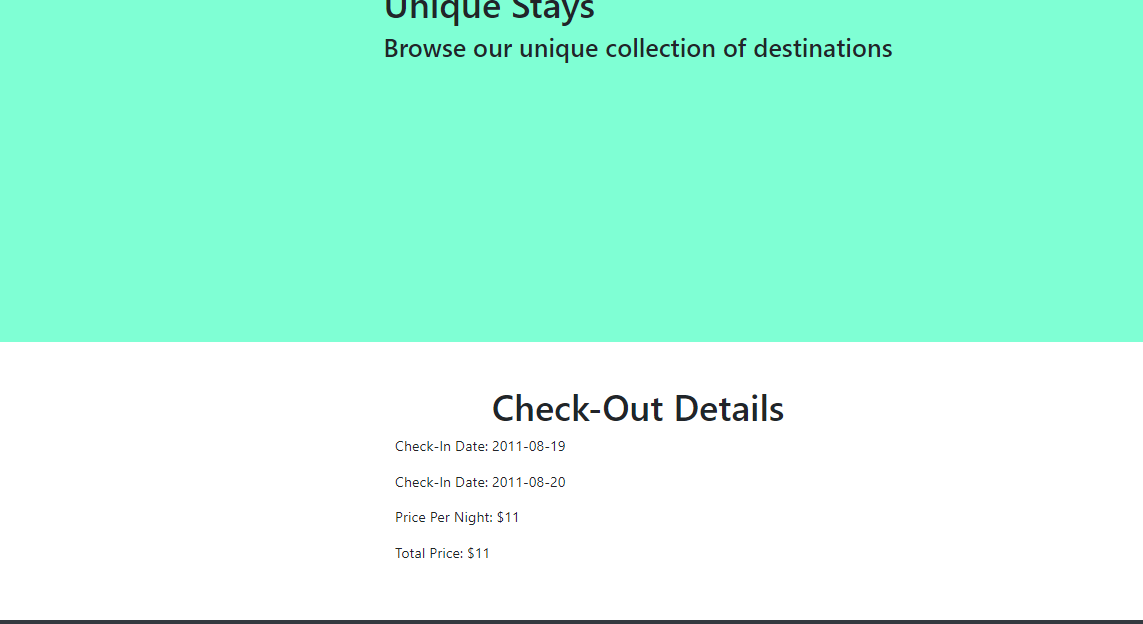 Unique Stays
Browse our unique collection of destinations
Check-Out Details
Check-In Date: 2011-08-19
Check-In Date: 2011-08-20
Price Per Night: $11
Total Price: $11